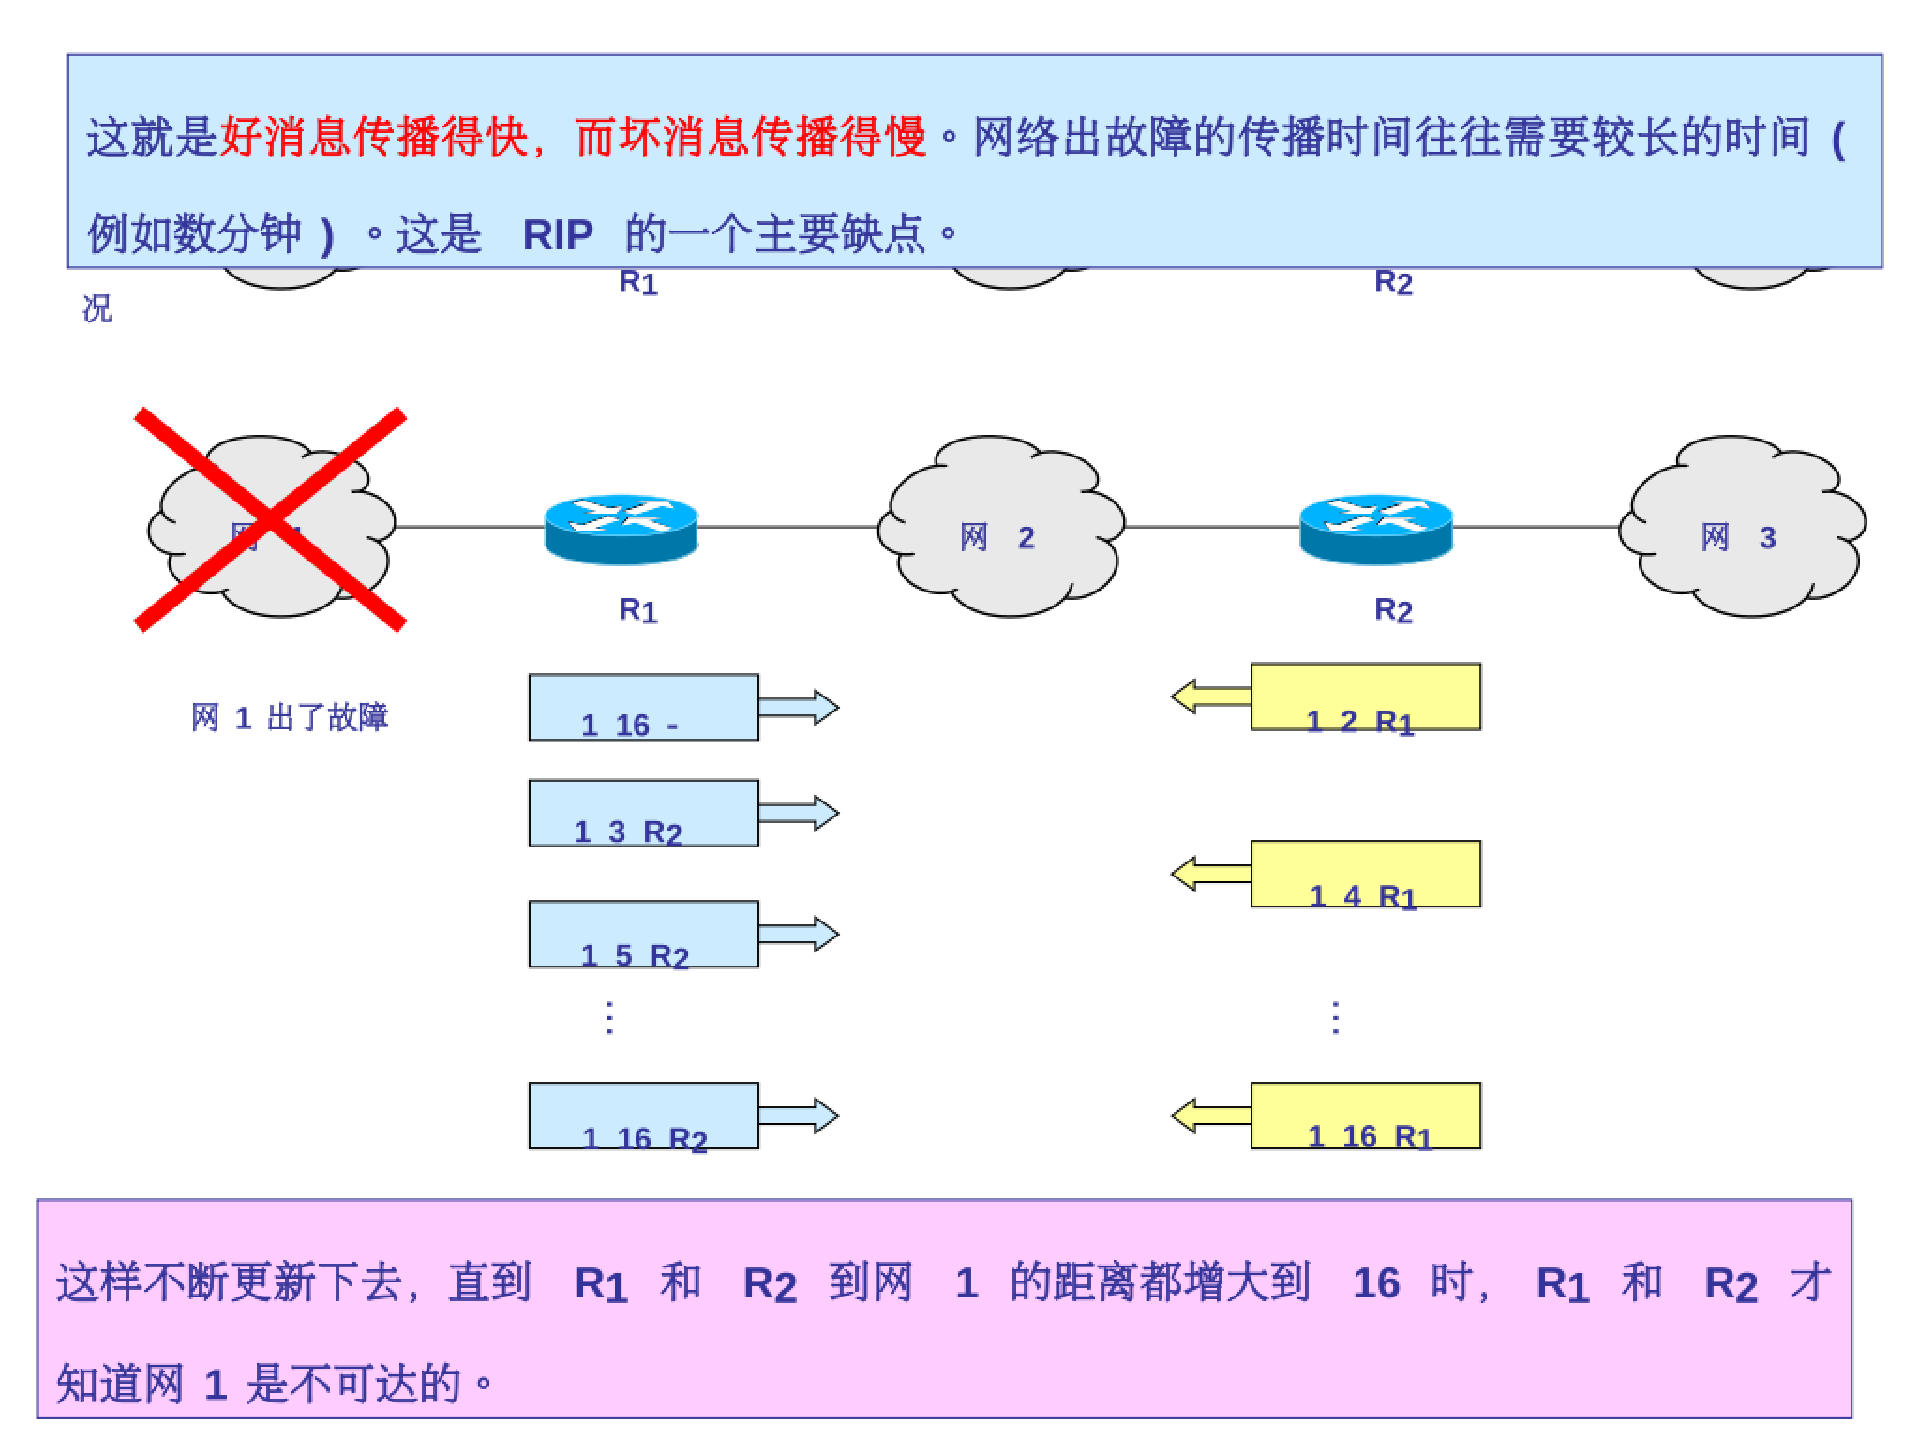 这就是好消息传播得快，而坏消息传播得慢。网络出故障的传播时间往往需要较长的时间(
例如数分钟)。这是 RIP 的一个主要缺点。
R1
R2
况
网
网 2
网 3
R1
R2
网 1 出了故障
1 16 -
1 2 R1
1 3 R2
1 4 R1
1 5 R2
⋮
⋮
1 16 R2
1 16 R1
这样不断更新下去，直到 R1 和 R2 到网 1 的距离都增大到 16 时，R1 和 R2 才
知道网 1 是不可达的。